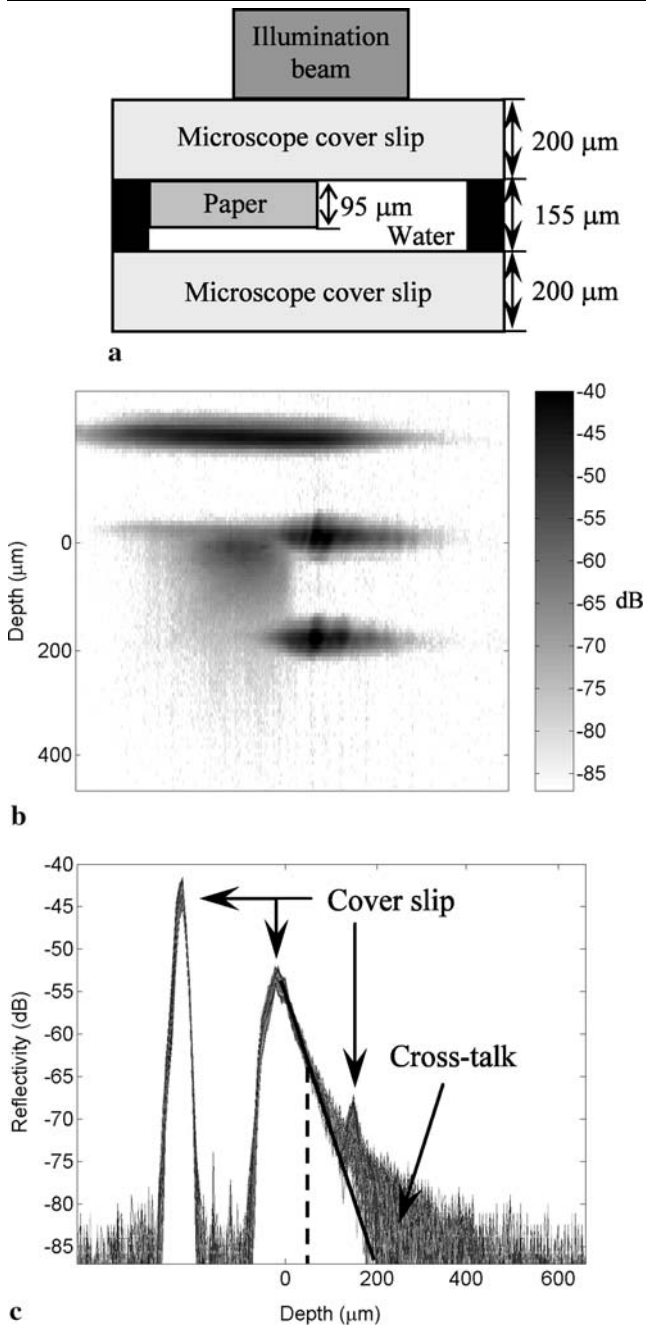 Illumination
beam
Microscope cover slip
200 μm
Paper
95 μm
155 μm
Water
Microscope cover slip
200 μm
a
-40
-45
-50
-55
-60
-65
-70
-75
-80
-85
dB
Depth (μm)
0
200
400
b
-40
-45
-50
-55
-60
-65
-70
-75
-80
-85
Reflectivity (dB)
Cover slip
Cross-talk
0
200
400
600
Depth (μm)
c